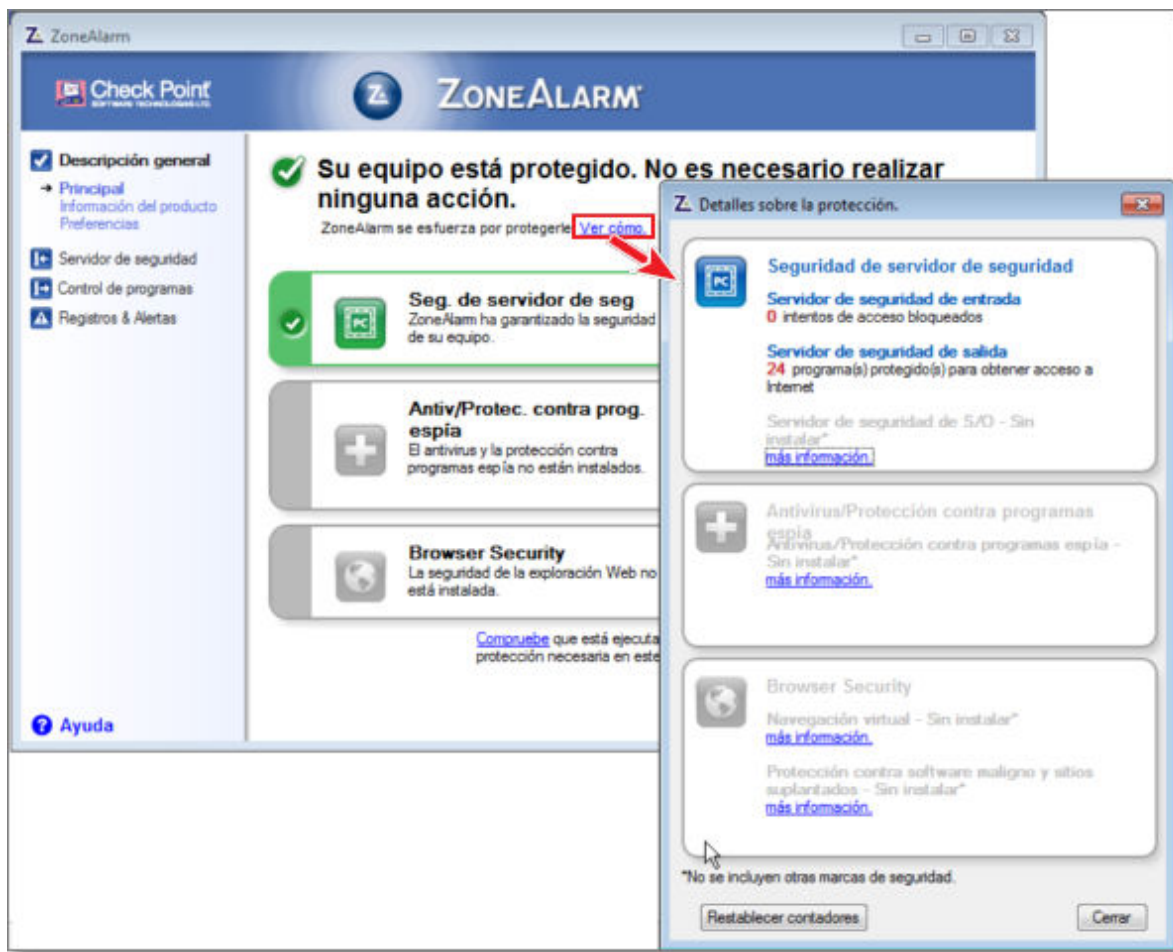 ZoneAlarm
Check Point
SOFTWARE TECHNOLOGIES LTD.
ZONEALARM
Descripción general
Principal
Información del producto
Preferencias
Servidor de seguridad
Control de programas
Registros & Alertas
Ayuda
Su equipo está protegido. No es necesario realizar
ninguna acción.
ZoneAlarm se esfuerza por protegerle. Ver cómo.
Seg. de servidor de seg
ZoneAlarm ha garantizado la seguridad
de su equipo.
Antiv/Protec. contra prog.
espía
El antivirus y la protección contra
programas espía no están instalados.
Browser Security
La seguridad de la exploración Web no
está instalada.
Compruebe que está ejecuta
protección necesaria en este
Detalles sobre la protección.
Seguridad de servidor de seguridad
Servidor de seguridad de entrada
0 intentos de acceso bloqueados
Servidor de seguridad de salida
24 programa(s) protegido(s) para obtener acceso a
Internet
Servidor de seguridad de S/O - Sin
instalar*
más información.
Antivirus/Protección contra programas
espía
Antivirus/Protección contra programas espía -
Sin instalar*
más información.
Browser Security
Navegación virtual - Sin instalar*
más información.
Protección contra software maligno y sitios
suplantados - Sin instalar*
más información.
*No se incluyen otras marcas de seguridad.
Restablecer contadores
Cerrar